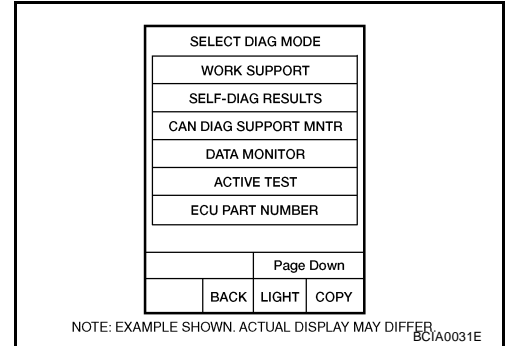 SELECT DIAG MODE
WORK SUPPORT
SELF-DIAG RESULTS
CAN DIAG SUPPORT MNTR
DATA MONITOR
ACTIVE TEST
ECU PART NUMBER
Page Down
BACK LIGHT COPY
NOTE: EXAMPLE SHOWN. ACTUAL DISPLAY MAY DIFFER.
BCIA0031E